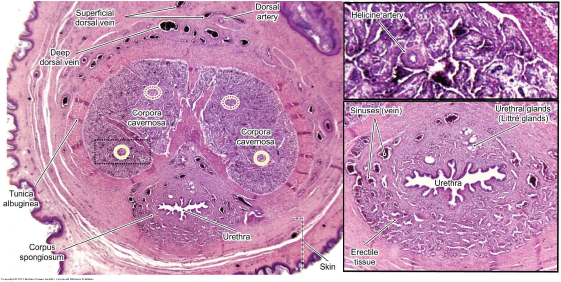 Superficial
dorsal vein
Dorsal
artery
Deep
dorsal vein
Corpora
cavernosa
Corpora
cavernosa
Tunica
albuginea
Corpus
spongiosum
Urethra
Skin
Helicine artery
Sinuses (vein)
Urethral glands
(Littré glands)
Urethra
Erectile
tissue